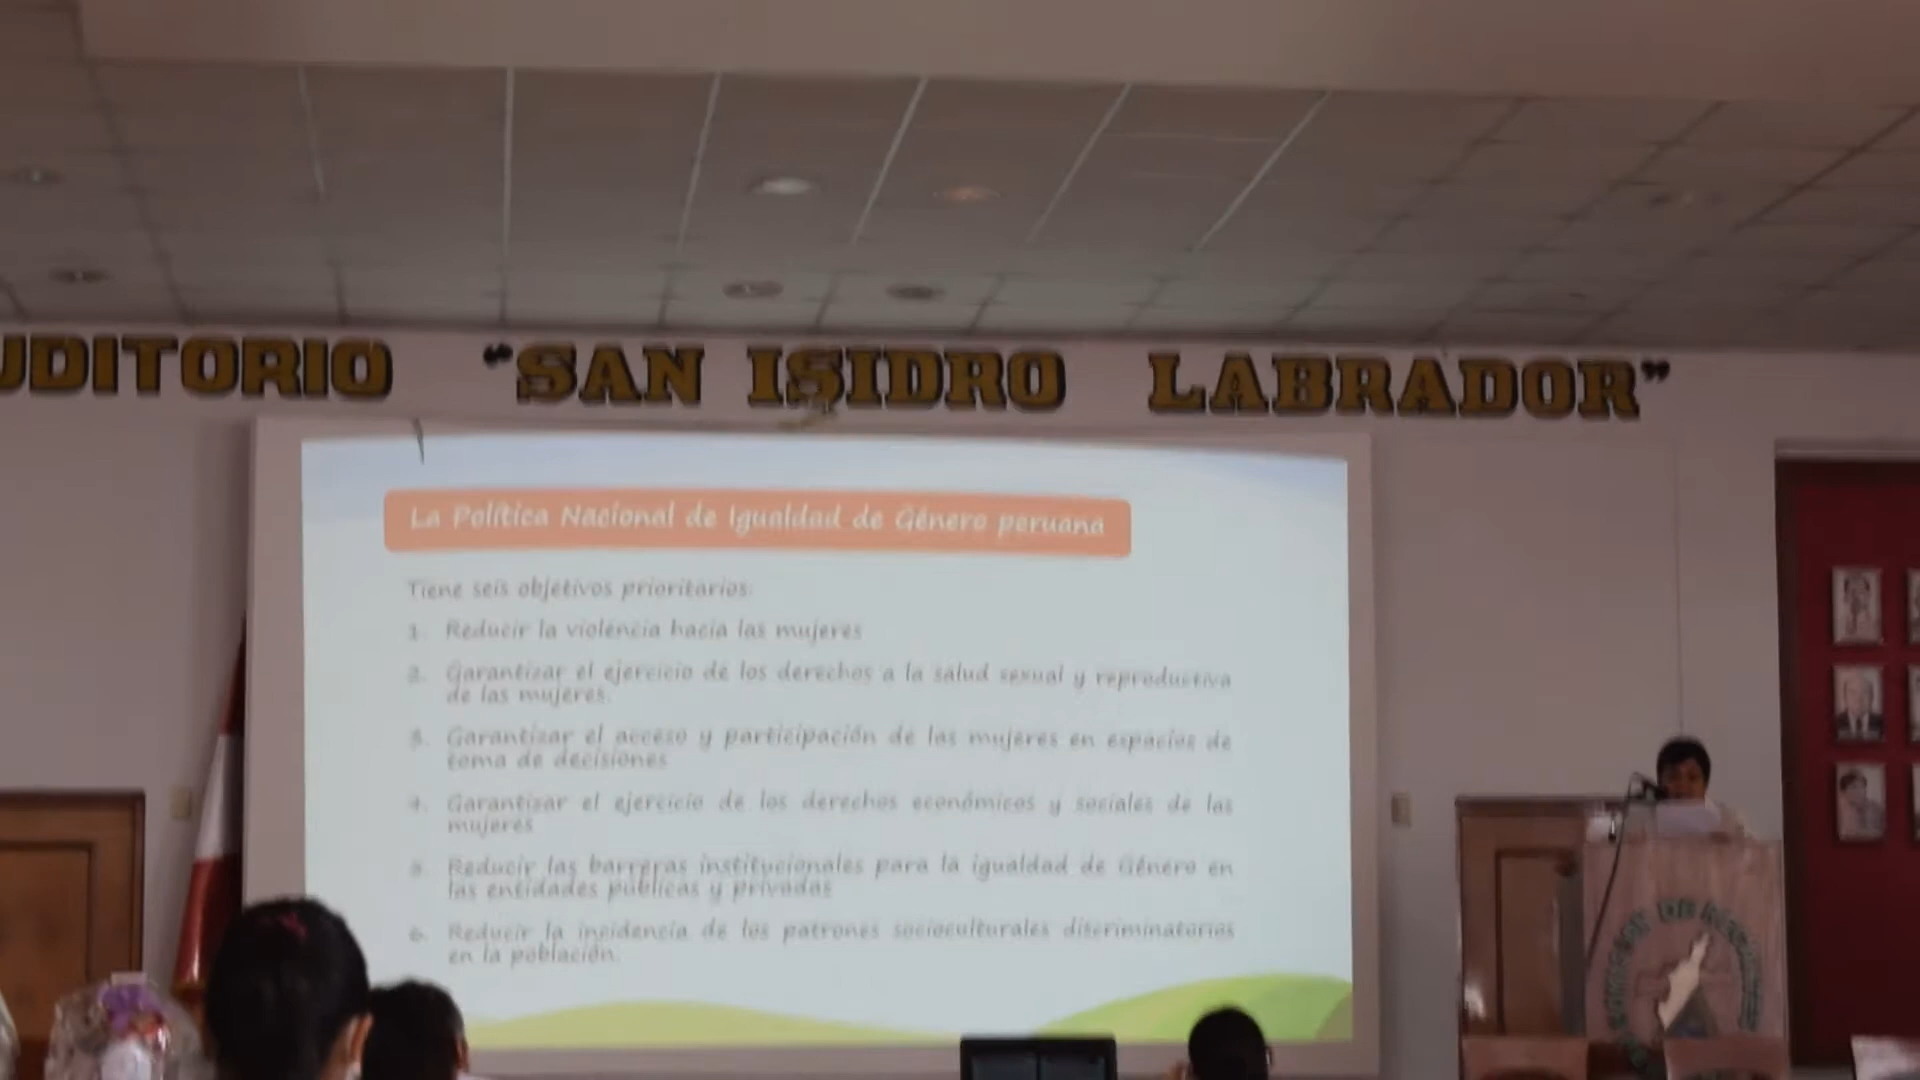 UDITORIO “SAN ISIDRO LABRADOR”
La Política Nacional de Igualdad de Género peruana
Tiene seis objetivos prioritarios:
1. Reducir la violencia hacia las mujeres
2. Garantizar el ejercicio de los derechos a la salud sexual y reproductiva
de las mujeres.
3. Garantizar el acceso y participación de las mujeres en espacios de
toma de decisiones
4. Garantizar el ejercicio de los derechos económicos y sociales de las
mujeres
5. Reducir las barreras institucionales para la igualdad de Género en
las entidades públicas y privadas
6. Reducir la incidencia de los patrones socioculturales discriminatorios
en la población.